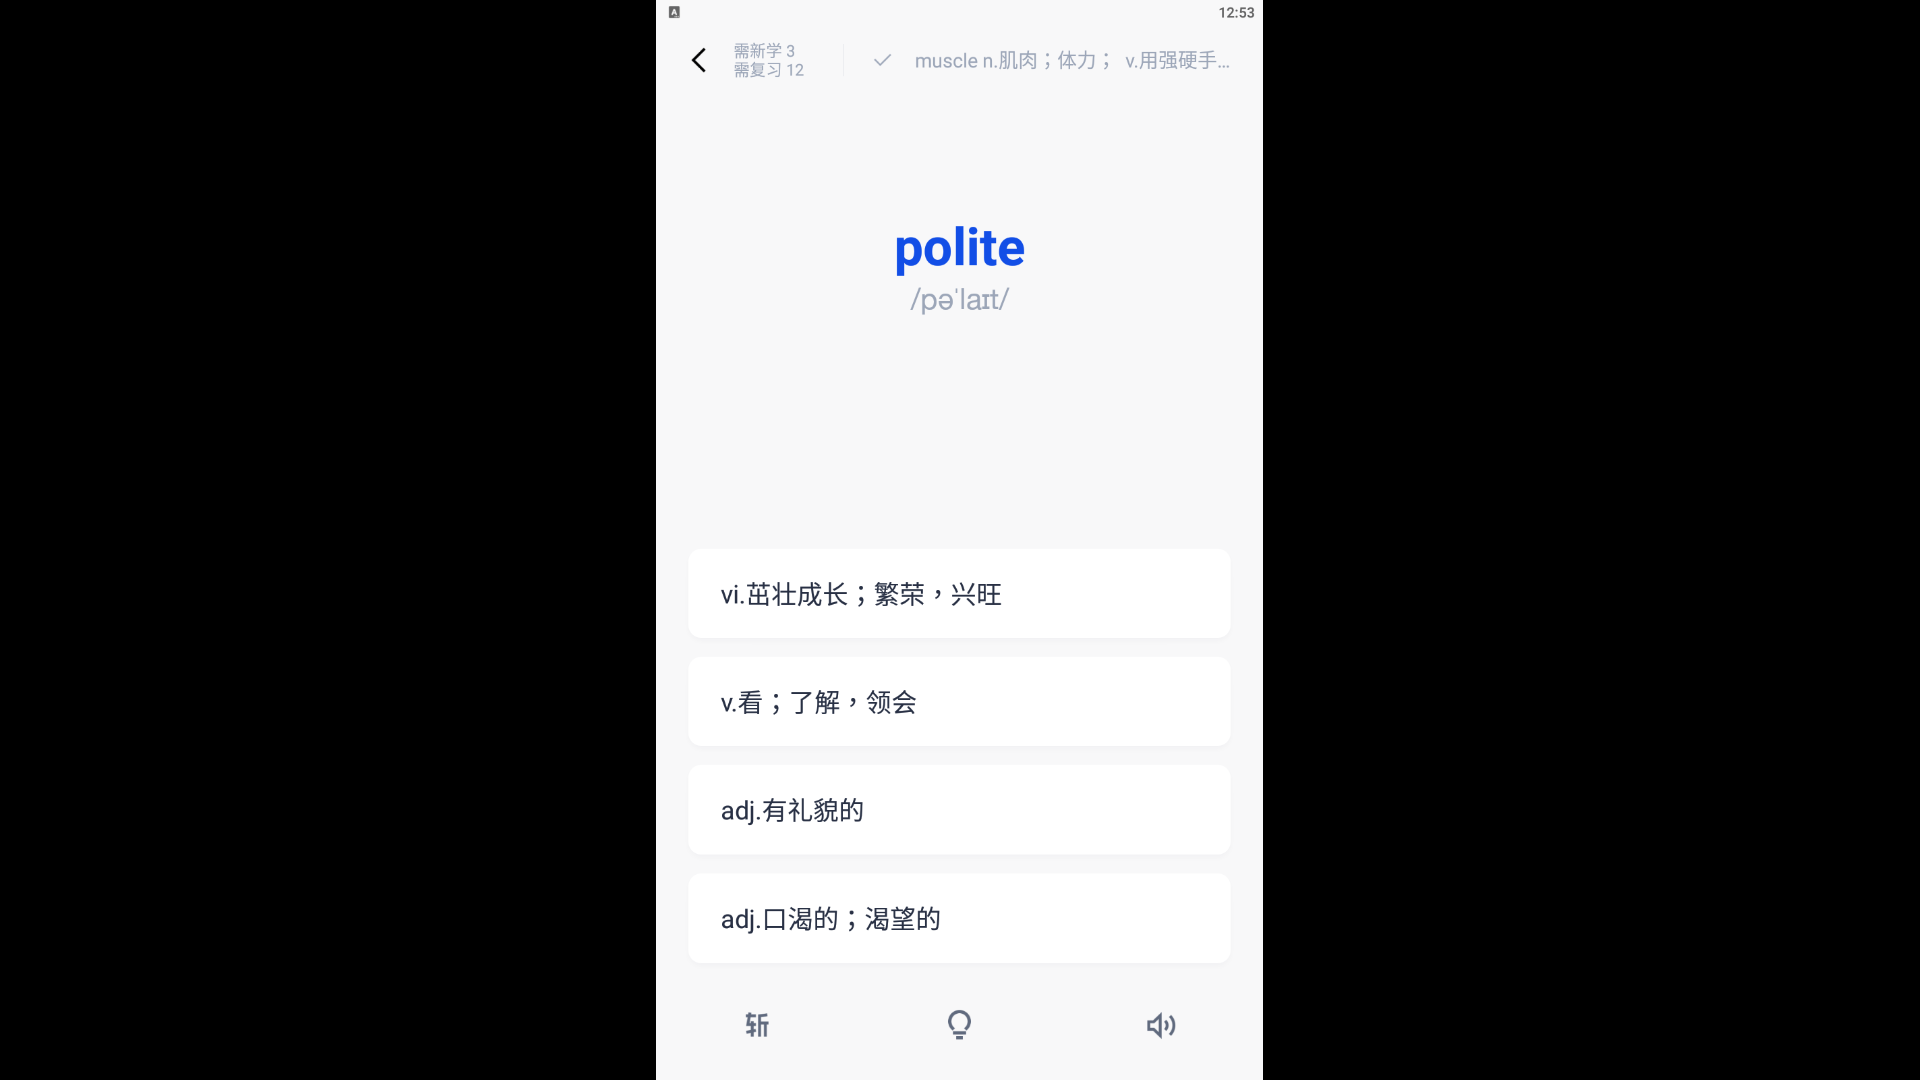 A
12:53
需新学 3
需复习 12
muscle n.肌肉；体力； v.用强硬手...
polite
/pəˈlaɪt/
vi.茁壮成长；繁荣，兴旺
v.看；了解，领会
adj.有礼貌的
adj.口渴的；渴望的
斩